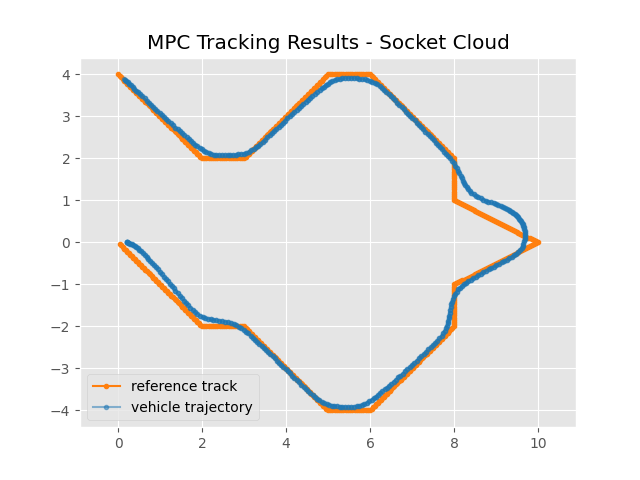 MPC Tracking Results - Socket Cloud
4
3
2
1
0
−1
−2
−3
−4
reference track
vehicle trajectory
0 2 4 6 8 10